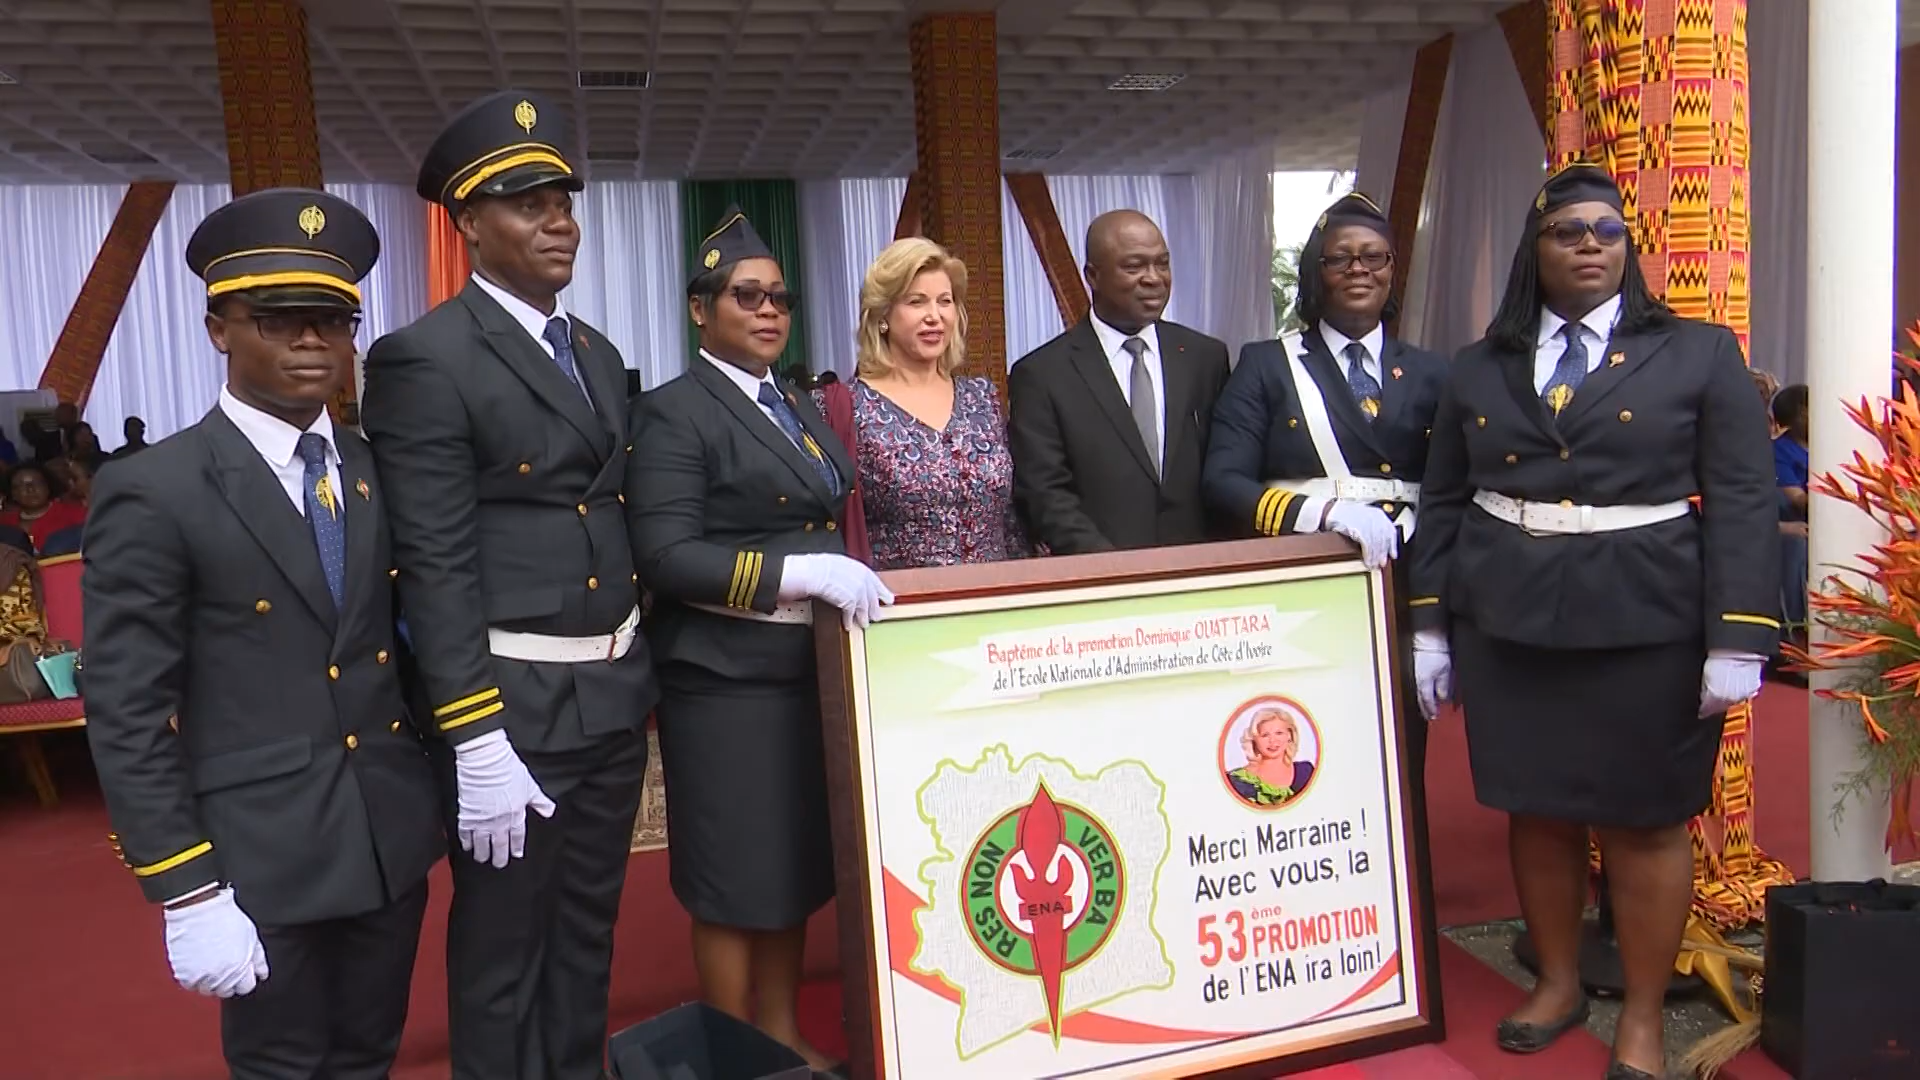 Baptême de la promotion Dominique OUATTARA
de l'Ecole Nationale d'Administration de Côte d'Ivoire
RES NON VERBA
ENA
Merci Marraine !
Avec vous, la
53ème PROMOTION
de l'ENA ira loin!